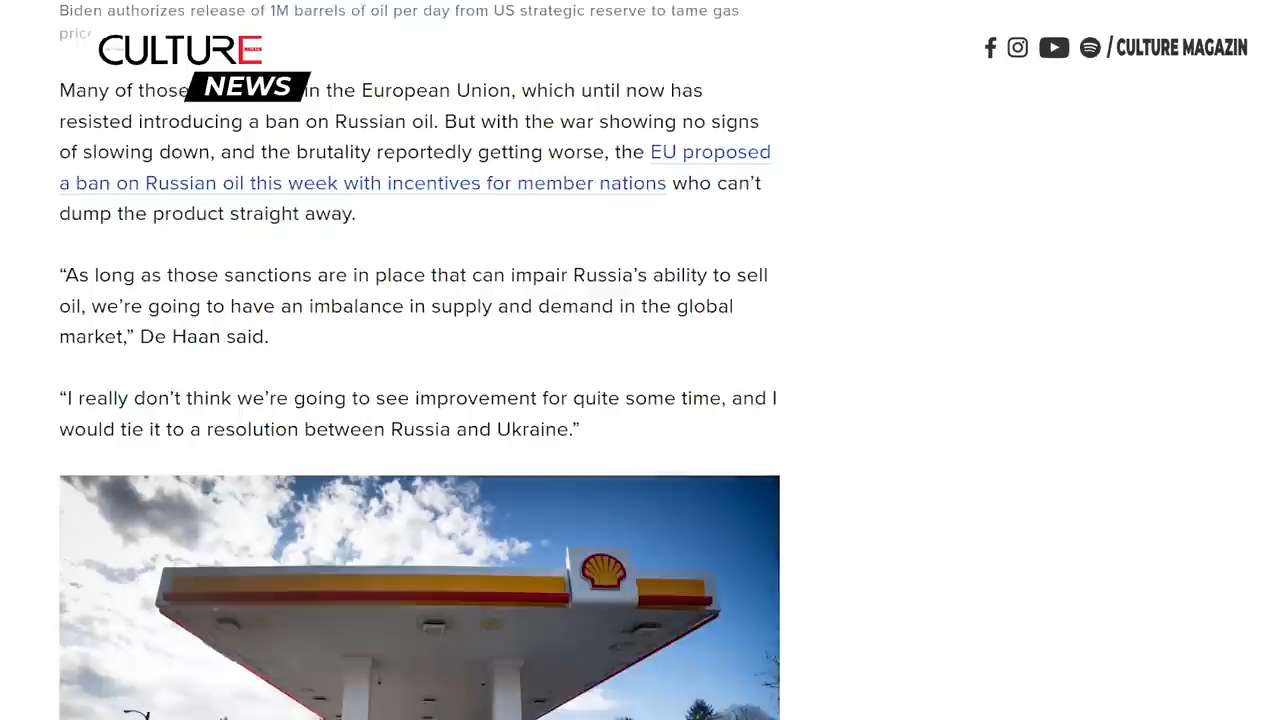 Biden authorizes release of 1M barrels of oil per day from US strategic reserve to tame gas
CULTURE
NEWS
/ CULTURE MAGAZIN
Many of those in the European Union, which until now has
resisted introducing a ban on Russian oil. But with the war showing no signs
of slowing down, and the brutality reportedly getting worse, the EU proposed
a ban on Russian oil this week with incentives for member nations who can’t
dump the product straight away.
“As long as those sanctions are in place that can impair Russia’s ability to sell
oil, we’re going to have an imbalance in supply and demand in the global
market,” De Haan said.
“I really don’t think we’re going to see improvement for quite some time, and I
would tie it to a resolution between Russia and Ukraine.”